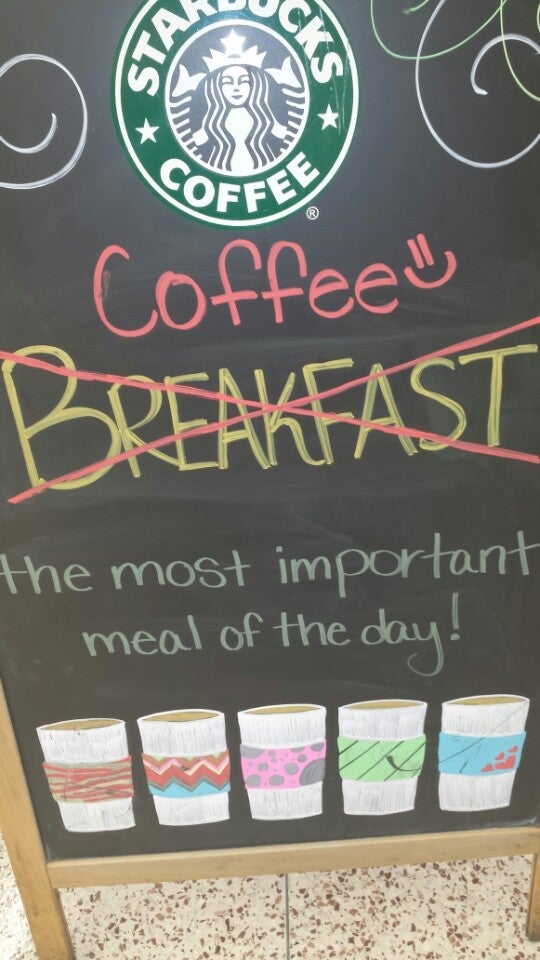 STARBUCKS
COFFEE
®
Coffee
BREAKFAST
the most important
meal of the day!